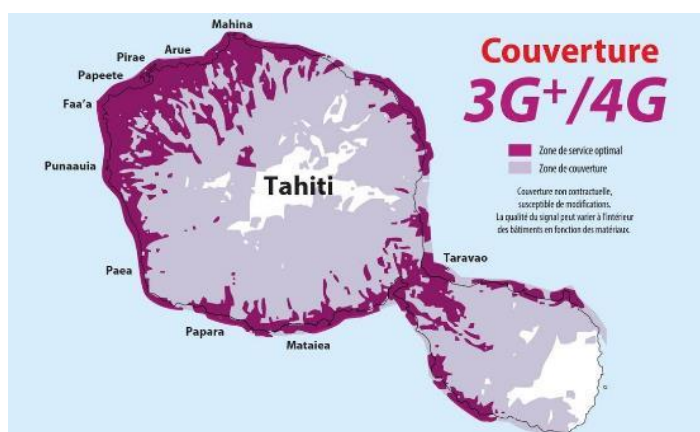 Mahina
Arue
Pirae
Papeete
Faa'a
Punaauia
Paea
Papara
Mataiea
Taravao
Tahiti
Couverture
3G+/4G
Zone de service optimal
Zone de couverture
Couverture non contractuelle,
susceptible de modifications.
La qualité du signal peut varier à l'intérieur
des bâtiments en fonction des matériaux.